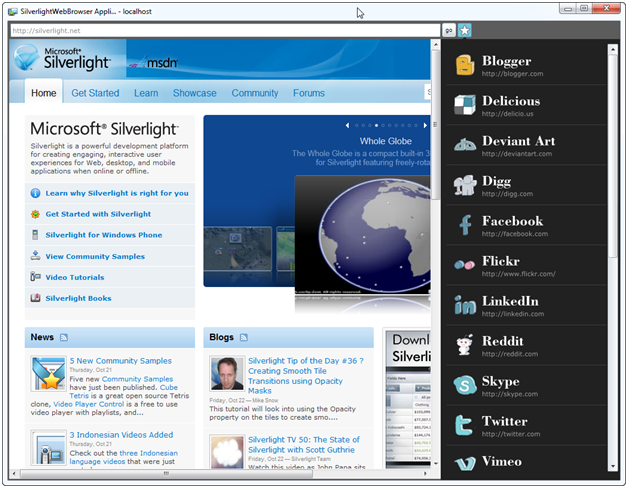 SilverlightWebBrowser Appli... - localhost
http://silverlight.net
go
Microsoft®
Silverlight™
msdn
Home
Get Started
Learn
Showcase
Community
Forums
Microsoft® Silverlight™
Silverlight is a powerful development platform
for creating engaging, interactive user
experiences for Web, desktop, and mobile
applications when online or offline.
Learn why Silverlight is right for you
Get Started with Silverlight
Silverlight for Windows Phone
View Community Samples
Video Tutorials
Silverlight Books
Whole Globe
The Whole Globe is a compact built-in 3
for Silverlight featuring freely-rota
News
5 New Community Samples
Thursday, Oct 21
Five new Community Samples
have just been published. Cube
Tetris is a great open source Tetris
clone, Video Player Control is a free to use
video player with playlists, and...
3 Indonesian Videos Added
Thursday, Oct 21
Check out the three Indonesian
language videos that were just
Blogs
Silverlight Tip of the Day #36 ?
Creating Smooth Tile
Transitions using Opacity
Masks
Friday, Oct 22 — Mike Snow
This tutorial will look into using the Opacity
property on the tiles to create smo....
Silverlight TV 50: The State of
Silverlight with Scott Guthrie
Friday, Oct 22 — Silverlight Team
Watch this video as John Papa sits
Downl
Silverli
Blogger
http://blogger.com
Delicious
http://delicio.us
Deviant Art
http://deviantart.com
Digg
http://digg.com
Facebook
http://facebook.com
Flickr
http://www.flickr.com/
LinkedIn
http://linkedin.com
Reddit
http://reddit.com
Skype
http://skype.com
Twitter
http://twitter.com
Vimeo